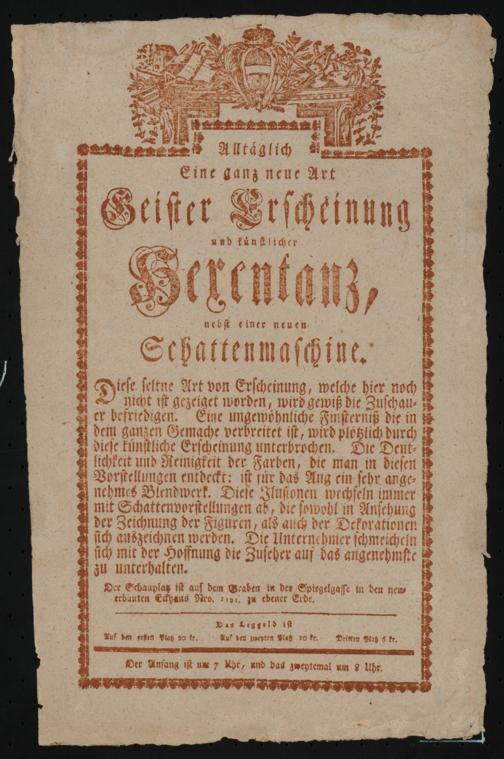 Alltäglich
Eine ganz neue Art
Geister Erscheinung
und künstlicher
Hexentanz,
nebst einer neuen
Schattenmaschine.
Diese seltne Art von Erscheinung, welche hier noch
nicht ist gezeiget worden, wird gewiß die Zuschau-
er befriedigen. Eine ungewöhnliche Finsterniß die in
dem ganzen Gemache verbreitet ist, wird plötzlich durch
diese künstliche Erscheinung unterbrochen. Die Deut-
lichkeit und Reinigkeit der Farben, die man in diesen
Vorstellungen entdeckt: ist für das Aug ein sehr ange-
nehmes Blendwerk. Diese Ilusionen wechseln immer
mit Schattenvorstellungen ab, die sowohl in Ansehung
der Zeichnung der Figuren, als auch der Dekorationen
sich auszeichnen werden. Die Unternehmer schmeicheln
sich mit der Hoffnung die Zuseher auf das angenehmste
zu unterhalten.
Der Schauplatz ist auf dem Graben in der Spiegelgasse in den neu-
erbauten Eckhaus Nro. zu ebener Erde.
Das Leggeld ist
Auf den ersten Platz 20 kr. Auf den zweyten Platz 10 kr. Dritten Platz 6 kr.
Der Anfang ist um 7 Uhr, und das zweytemal um 8 Uhr.